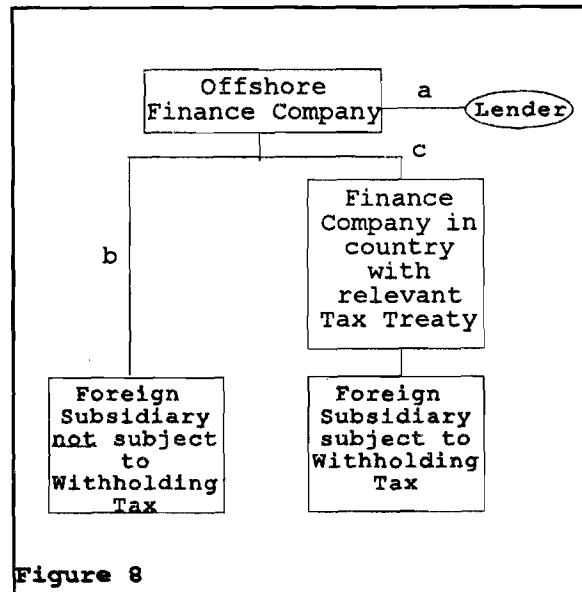 Offshore
Finance Company
a
Lender
c
Finance
Company in
country
with
relevant
Tax Treaty
b
Foreign
Subsidiary
not subject
to
Withholding
Tax
Foreign
Subsidiary
subject to
Withholding
Tax
Figure 8